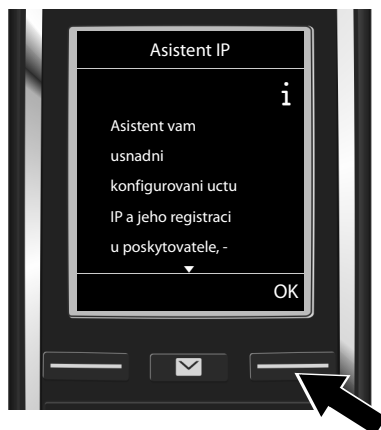 Asistent IP
i
Asistent vam
usnadni
konfigurovani uctu
IP a jeho registraci
u poskytovatele, -
OK